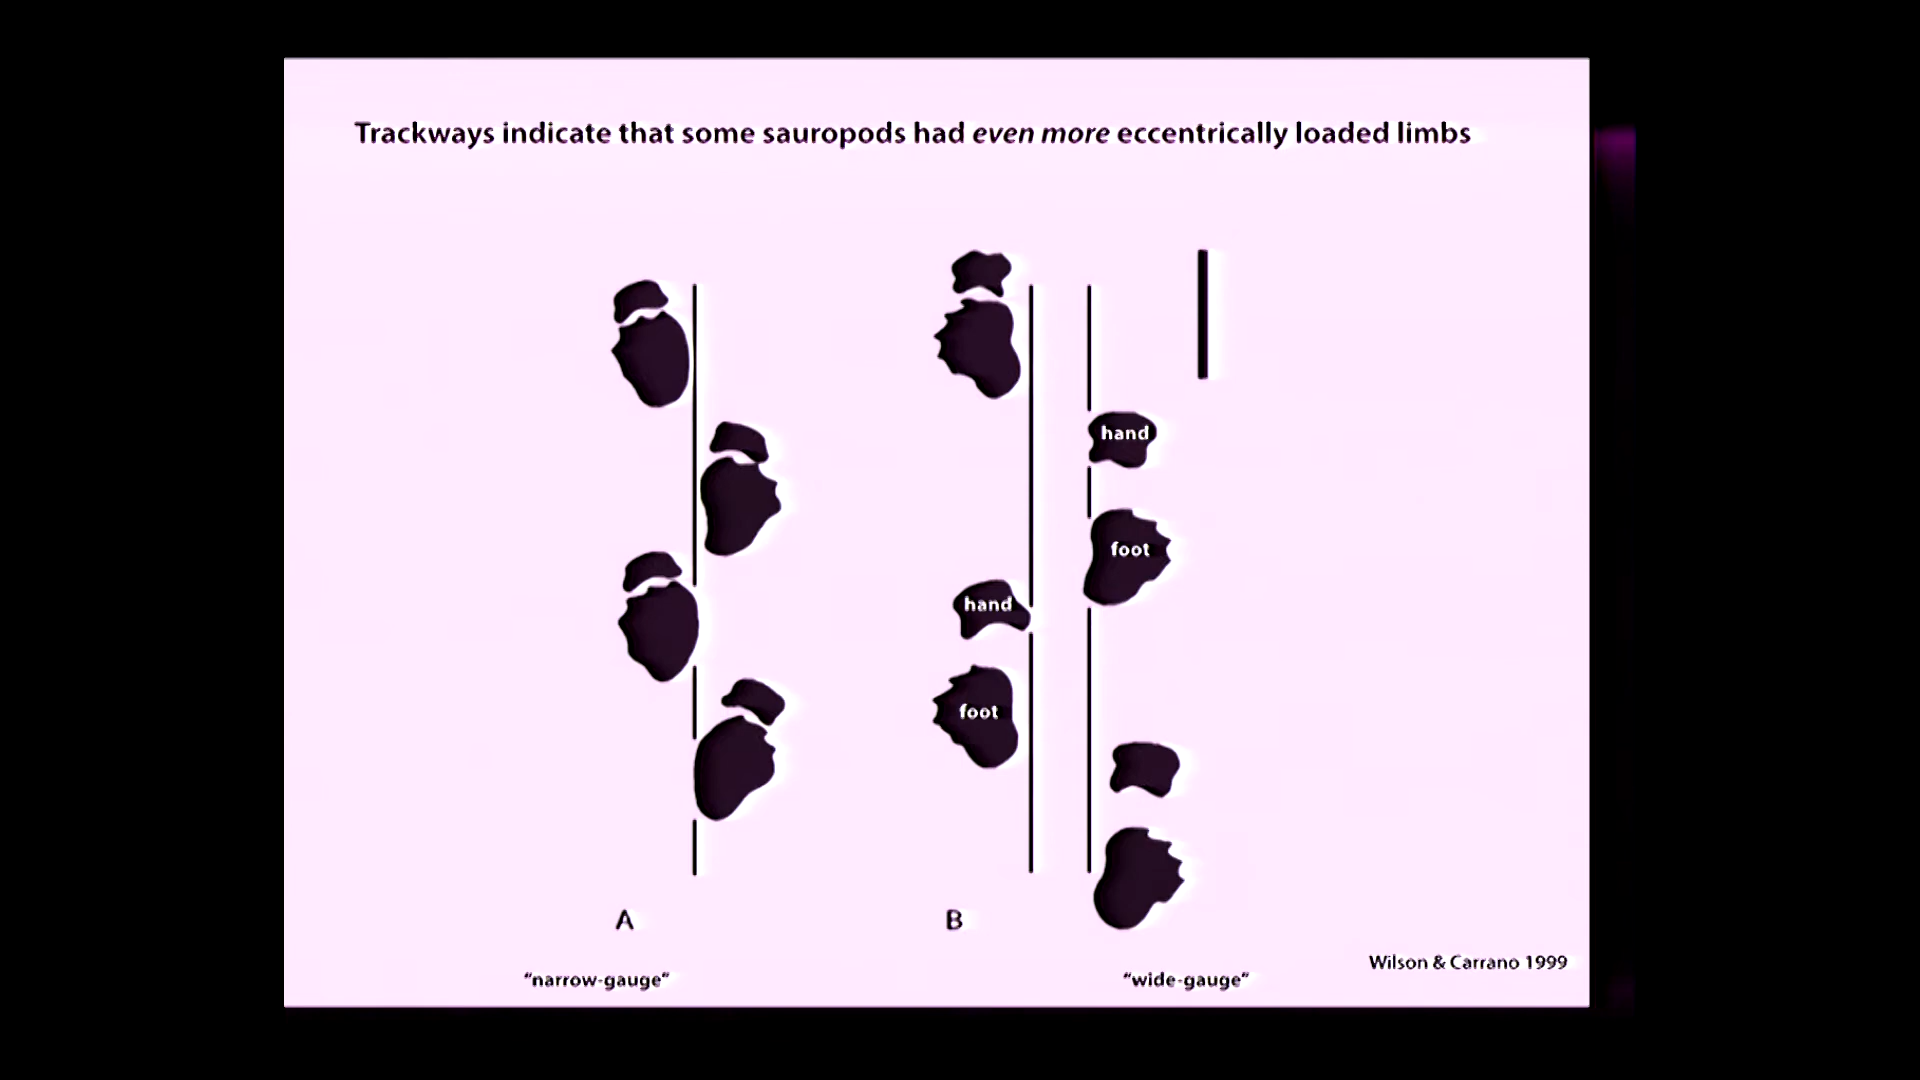 Trackways indicate that some sauropods had even more eccentrically loaded limbs
hand
foot
hand
foot
A
B
Wilson & Carrano 1999
“narrow-gauge”
“wide-gauge”